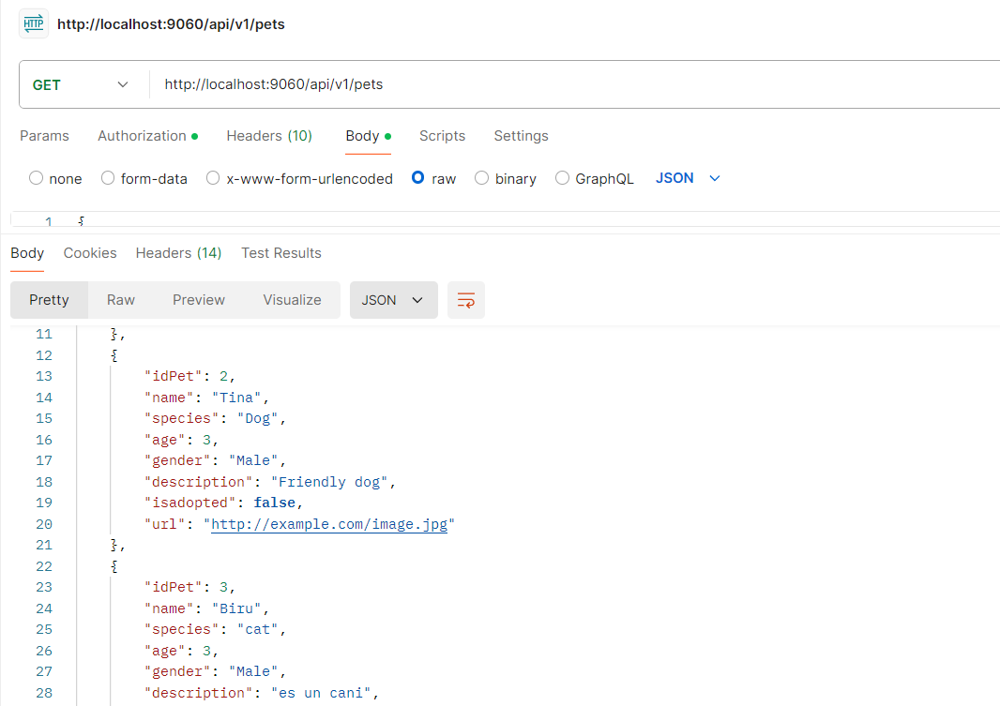 HTTP http://localhost:9060/api/v1/pets
GET http://localhost:9060/api/v1/pets
Params Authorization Headers (10) Body Scripts Settings
none form-data x-www-form-urlencoded raw binary GraphQL JSON
1 {
Body Cookies Headers (14) Test Results
Pretty Raw Preview Visualize JSON
11 },
12 {
13 "idPet": 2,
14 "name": "Tina",
15 "species": "Dog",
16 "age": 3,
17 "gender": "Male",
18 "description": "Friendly dog",
19 "isadopted": false,
20 "url": "http://example.com/image.jpg"
21 },
22 {
23 "idPet": 3,
24 "name": "Biru",
25 "species": "cat",
26 "age": 3,
27 "gender": "Male",
28 "description": "es un cani",